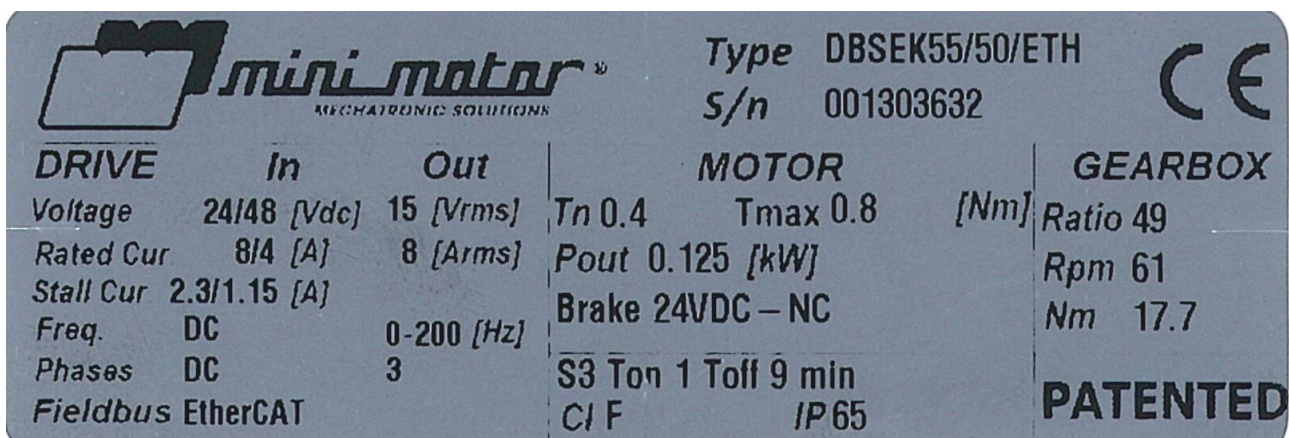 mini motor®
MECHATRONIC SOLUTIONS
Type DBSEK55/50/ETH
S/n 001303632
CE
DRIVE In Out
Voltage 24/48 [Vdc] 15 [Vrms]
Rated Cur 8/4 [A] 8 [Arms]
Stall Cur 2.3/1.15 [A]
Freq. DC 0-200 [Hz]
Phases DC 3
Fieldbus EtherCAT
MOTOR
Tn 0.4 Tmax 0.8 [Nm]
Pout 0.125 [kW]
Brake 24VDC – NC
S3 Ton 1 Toff 9 min
Cl F IP 65
GEARBOX
Ratio 49
Rpm 61
Nm 17.7
PATENTED